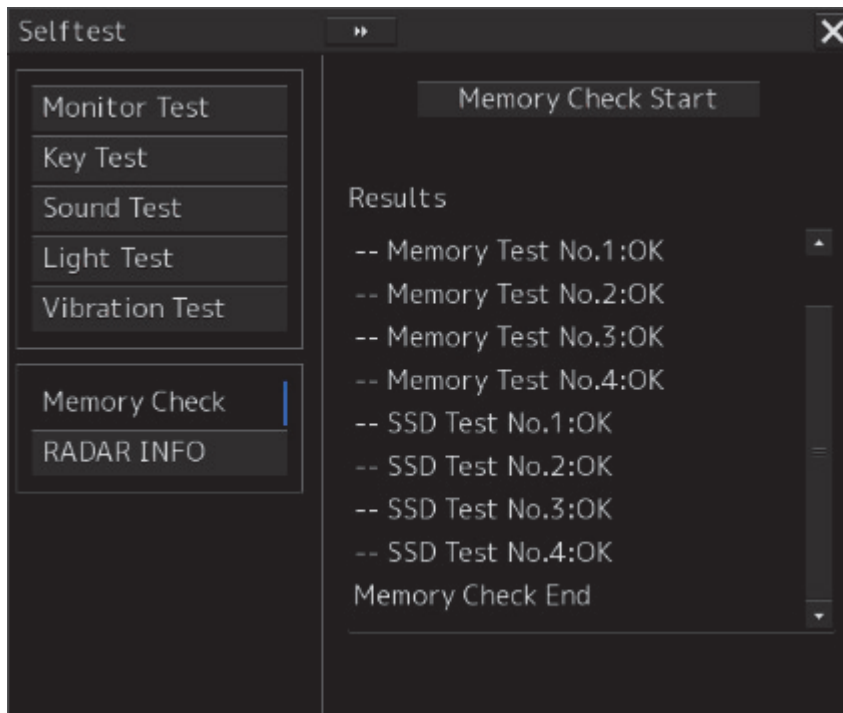 Selftest
Monitor Test
Key Test
Sound Test
Light Test
Vibration Test
Memory Check
RADAR INFO
Memory Check Start
Results
-- Memory Test No.1:OK
-- Memory Test No.2:OK
-- Memory Test No.3:OK
-- Memory Test No.4:OK
-- SSD Test No.1:OK
-- SSD Test No.2:OK
-- SSD Test No.3:OK
-- SSD Test No.4:OK
Memory Check End